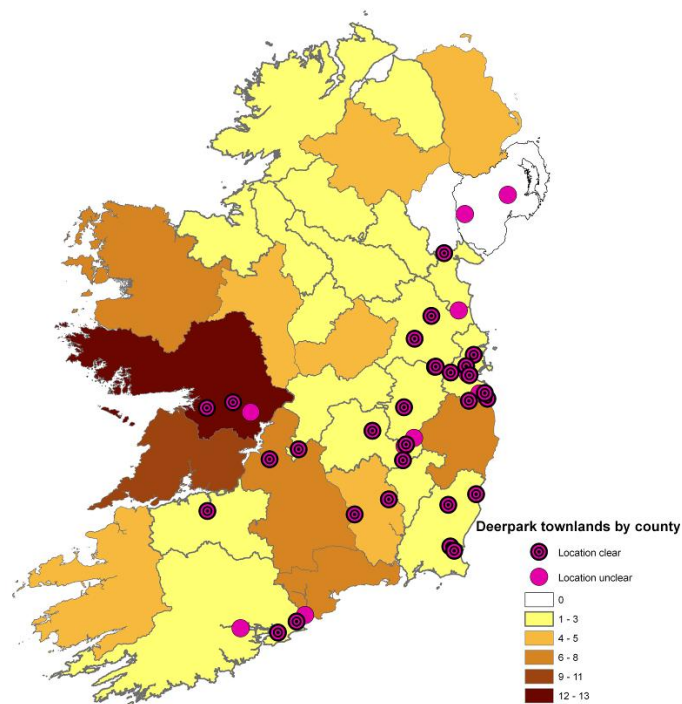 Deerpark townlands by county
Location clear
Location unclear
0
1 - 3
4 - 5
6 - 8
9 - 11
12 - 13